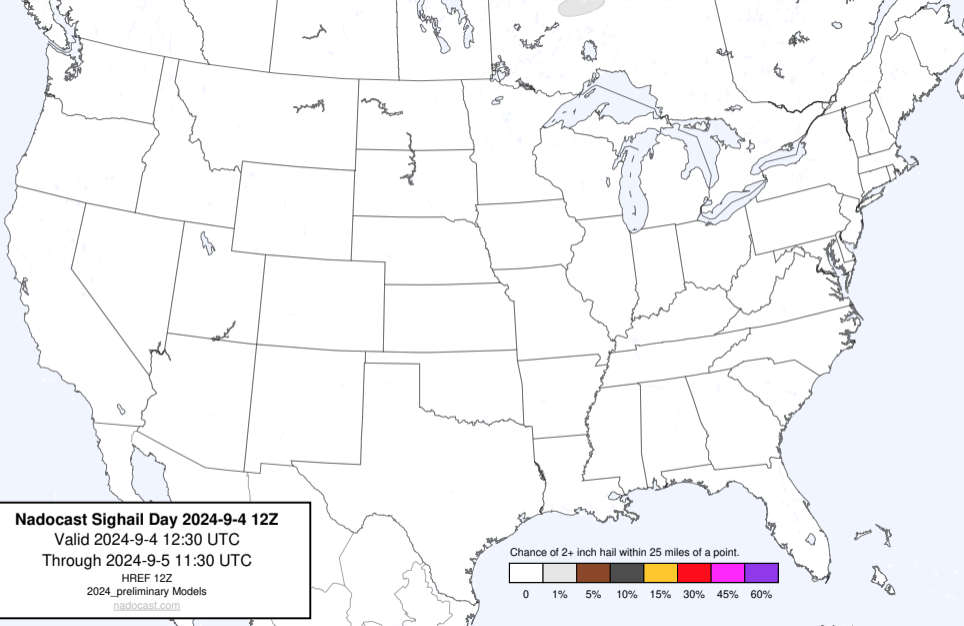 Nadocast Sighail Day 2024-9-4 12Z
Valid 2024-9-4 12:30 UTC
Through 2024-9-5 11:30 UTC
HREF 12Z
2024_preliminary Models
nadocast.com
Chance of 2+ inch hail within 25 miles of a point.
0 1% 5% 10% 15% 30% 45% 60%